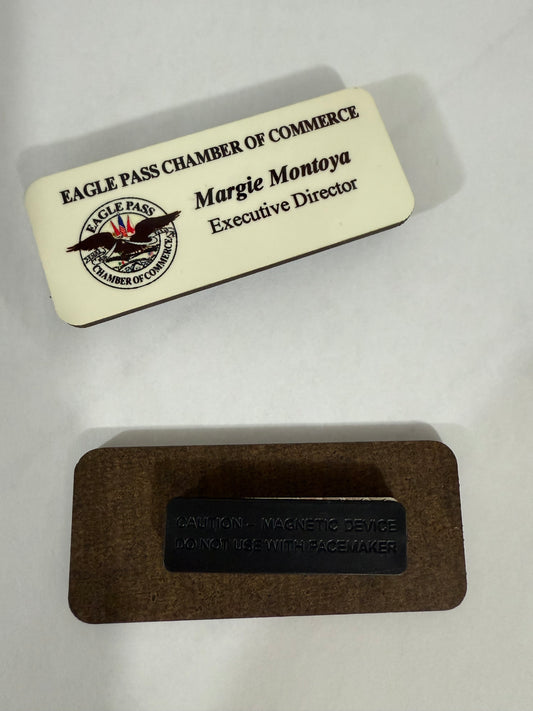 EAGLE PASS CHAMBER OF COMMERCE
Margie Montoya
Executive Director
EAGLE PASS
CHAMBER OF COMMERCE
CAUTION - MAGNETIC DEVICE
DO NOT USE WITH PACEMAKER